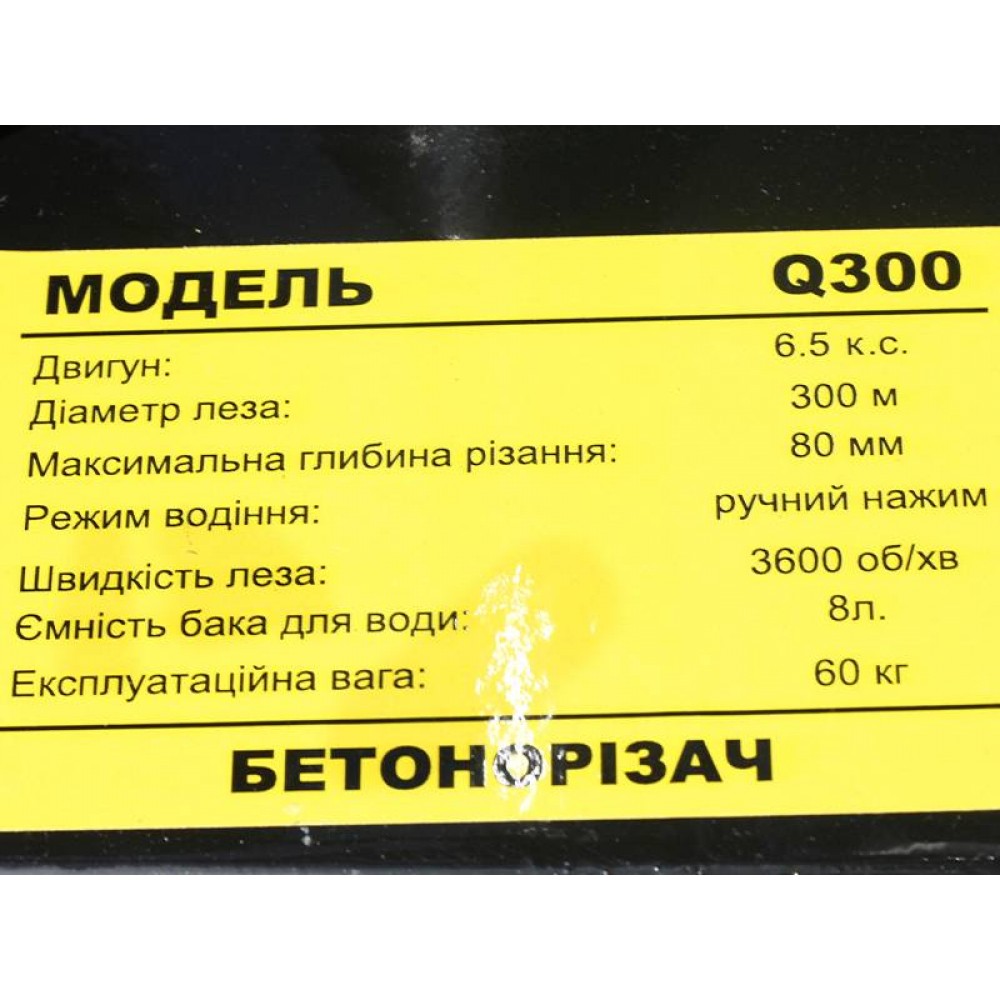 МОДЕЛЬ Q300
Двигун: 6.5 к.с.
Діаметр леза: 300 м
Максимальна глибина різання: 80 мм
Режим водіння: ручний нажим
Швидкість леза: 3600 об/хв
Ємність бака для води: 8л.
Експлуатаційна вага: 60 кг
БЕТОНОРІЗАЧ